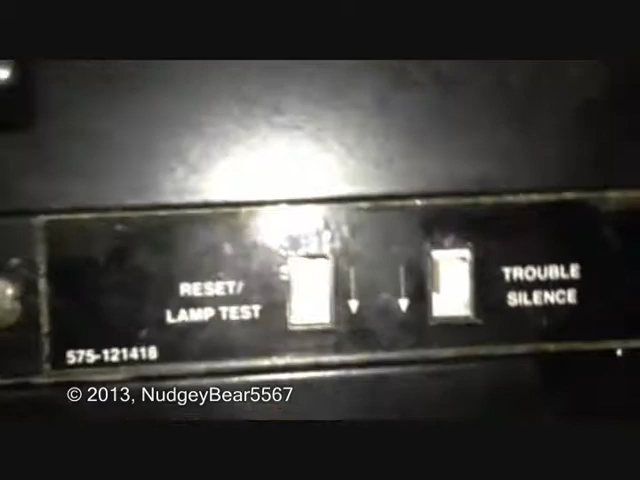 RESET/
LAMP TEST
TROUBLE
SILENCE
575-121418
© 2013, NudgeyBear5567